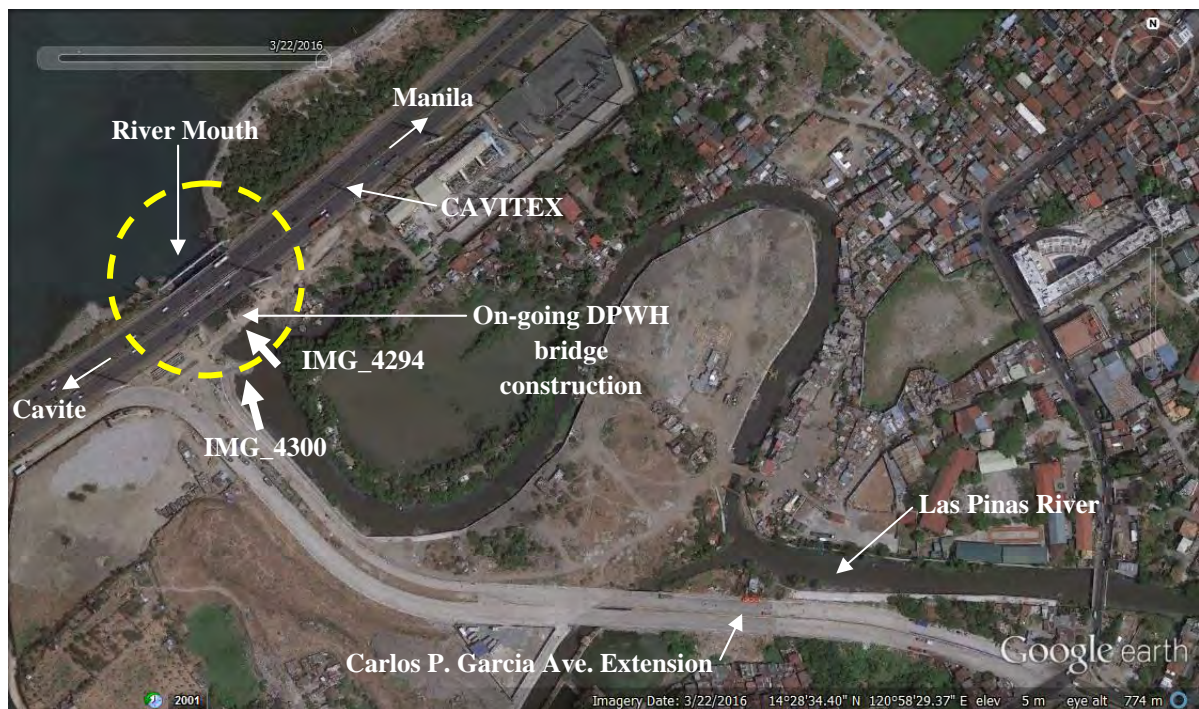 3/22/2016
N
Manila
River Mouth
CAVITEX
On-going DPWH
bridge
construction
IMG_4294
Cavite
IMG_4300
Las Pinas River
Carlos P. Garcia Ave. Extension
Google earth
2001
Imagery Date: 3/22/2016 14°28'34.40" N 120°58'29.37" E elev 5 m eye alt 774 m